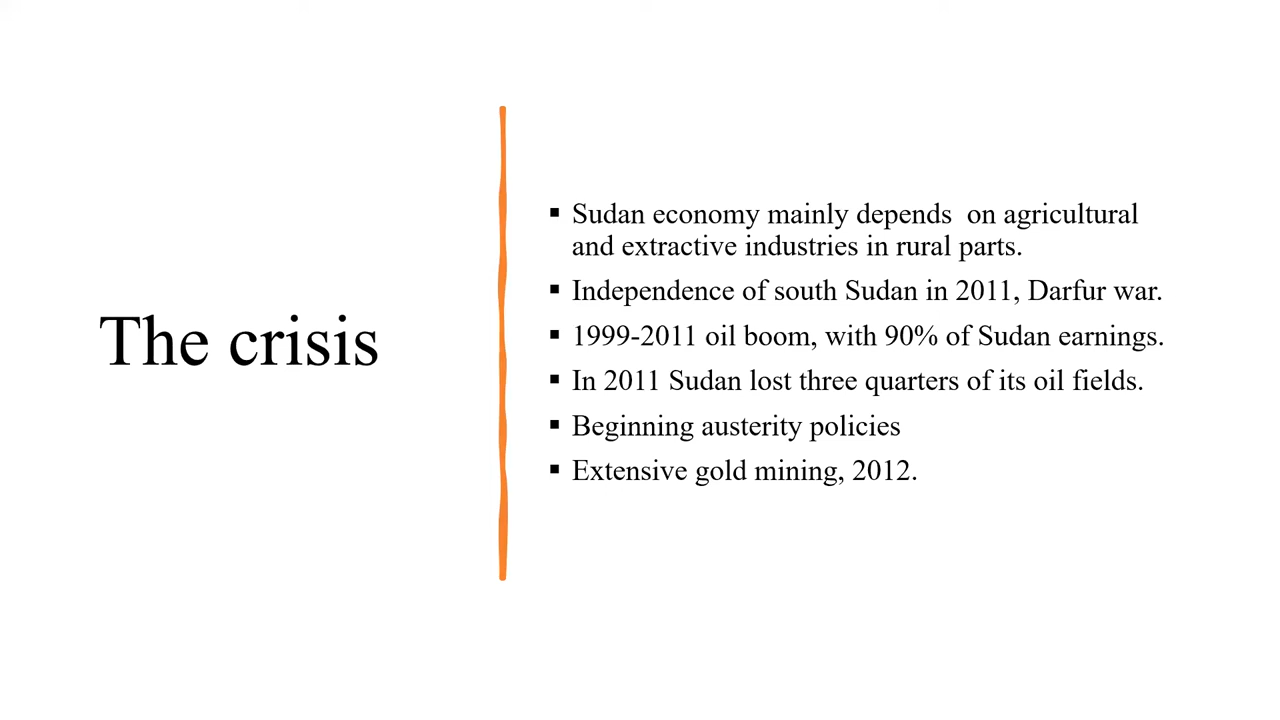 The crisis
▪ Sudan economy mainly depends  on agricultural
and extractive industries in rural parts.
▪ Independence of south Sudan in 2011, Darfur war.
▪ 1999-2011 oil boom, with 90% of Sudan earnings.
▪ In 2011 Sudan lost three quarters of its oil fields.
▪ Beginning austerity policies
▪ Extensive gold mining, 2012.